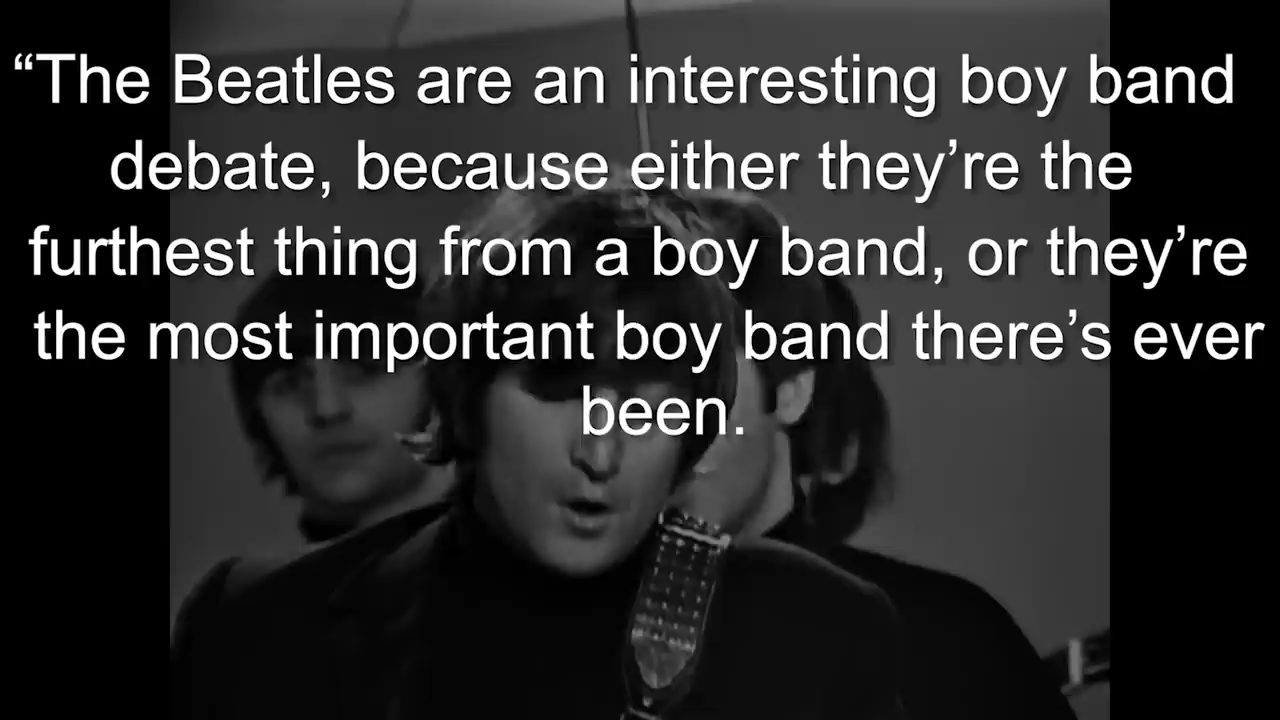 “The Beatles are an interesting boy band
debate, because either they’re the
furthest thing from a boy band, or they’re
the most important boy band there’s ever
been.